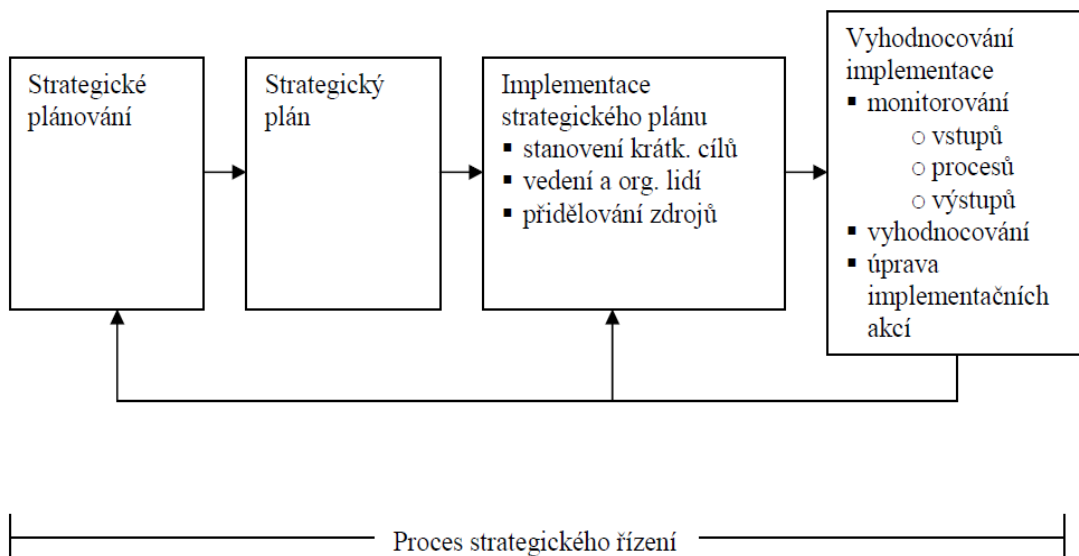 Strategické
plánování
Strategický
plán
Implementace
strategického plánu
▪ stanovení krátk. cílů
▪ vedení a org. lidí
▪ přidělování zdrojů
Vyhodnocování
implementace
▪ monitorování
○ vstupů
○ procesů
○ výstupů
▪ vyhodnocování
▪ úprava
implementačních
akcí
Proces strategického řízení